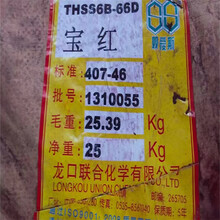 THSS6B-66D
宝红
标准: 407-46
批号: 1310055
毛重: 25.39 Kg
净重: 25 Kg
龙口联合化学有限公司
LONGKOU UNION CHEMICAL CO.,LTD